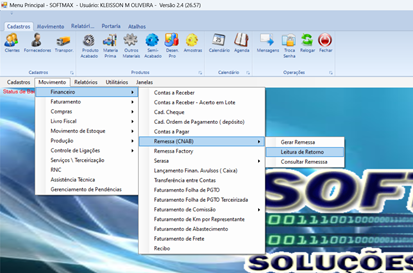 Menu Principal - SOFTMAX - Usuário: KLEISSON M OLIVEIRA - Versão 2.4 (26.57)
Cadastros Movimento Relatóri... Portaria Atalhos
Clientes Fornecedores Transpor. Produto Acabado Materia Prima Outros Materiais Semi-Acabado Desen Pro Amostras Calendário Agenda Mensagens Troca Senha Relogar Fechar
Cadastros Produtos Calendário Operações
Cadastros Movimento Relatórios Utilitários Janelas
Status de
Financeiro
Faturamento
Compras
Livro Fiscal
Movimento de Estoque
Produção
Controle de Ligações
Serviços \ Terceirização
RNC
Assistência Técnica
Gerenciamento de Pendências
Contas a Receber
Contas a Receber - Acerto em Lote
Cad. Cheque
Cad. Ordem de Pagamento ( depósito)
Contas a Pagar
Remessa (CNAB)
Remessa Factory
Serasa
Lançamento Finan. Avulsos ( Caixa)
Transferência entre Contas
Faturamento Folha de PGTO
Faturamento Folha de PGTO Terceirizada
Faturamento de Comissão
Faturamento de Km por Representante
Faturamento de Abastecimento
Faturamento de Frete
Recibo
Gerar Remessa
Leitura de Retorno
Consultar Remesssa
SOFT
SOLUCÕES